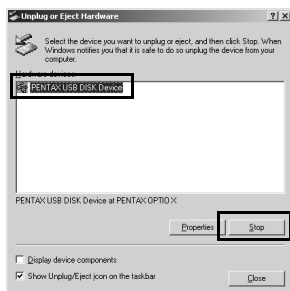 Unplug or Eject Hardware
Select the device you want to unplug or eject, and then click Stop. When
Windows notifies you that it is safe to do so unplug the device from your
computer.
Hardware devices:
PENTAX USB DISK Device
PENTAX USB DISK Device at PENTAX OPTIO X
Properties
Stop
Display device components
Show Unplug/Eject icon on the taskbar
Close